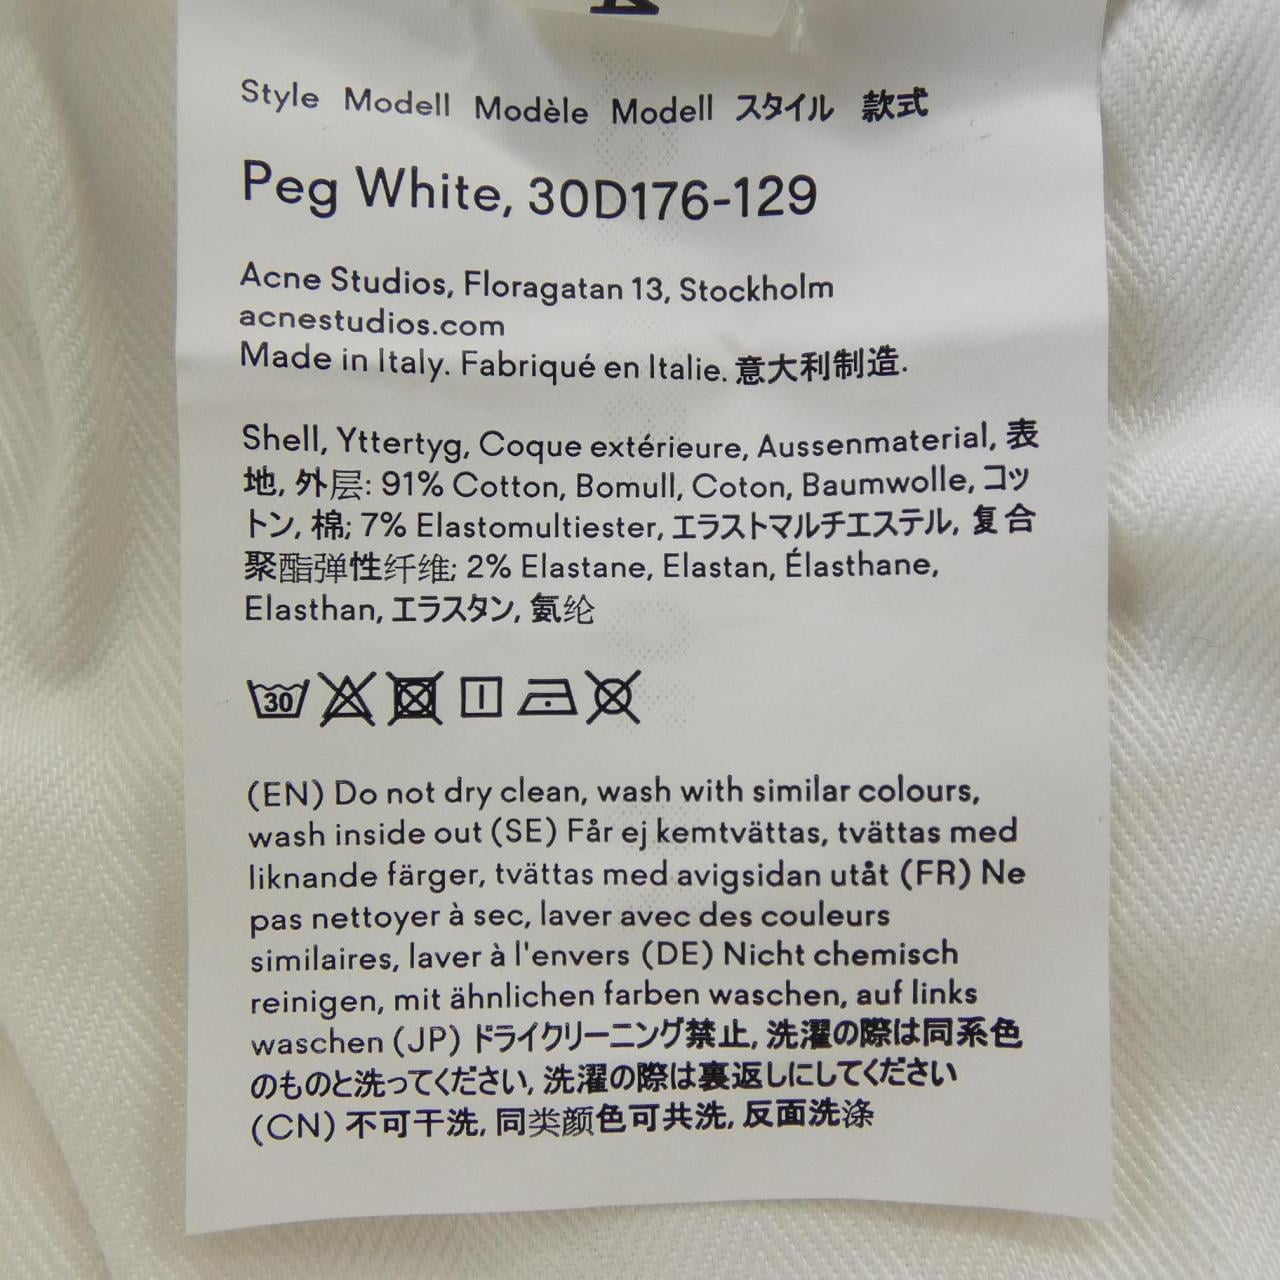 Style Modell Modèle Modell スタイル 款式
Peg White, 30D176-129
Acne Studios, Floragatan 13, Stockholm
acnestudios.com
Made in Italy. Fabriqué en Italie. 意大利制造.
Shell, Yttertyg, Coque extérieure, Aussenmaterial, 表
地, 外层: 91% Cotton, Bomull, Coton, Baumwolle, コッ
トン, 棉; 7% Elastomultiester, エラストマルチエステル, 复合
聚酯弹性纤维; 2% Elastane, Elastan, Élasthane,
Elasthan, エラスタン, 氨纶
30
(EN) Do not dry clean, wash with similar colours,
wash inside out (SE) Får ej kemtvättas, tvättas med
liknande färger, tvättas med avigsidan utåt (FR) Ne
pas nettoyer à sec, laver avec des couleurs
similaires, laver à l'envers (DE) Nicht chemisch
reinigen, mit ähnlichen farben waschen, auf links
waschen (JP) ドライクリーニング禁止, 洗濯の際は同系色
のものと洗ってください, 洗濯の際は裏返しにしてください
(CN) 不可干洗, 同类颜色可共洗, 反面洗涤